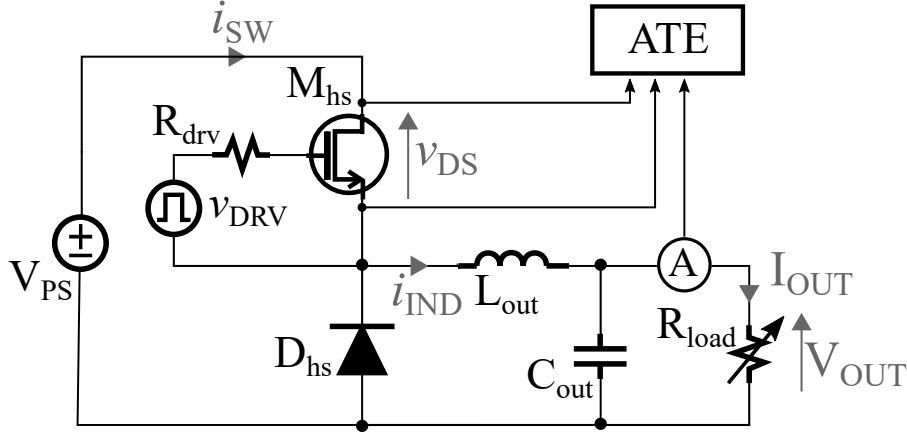 i_SW
ATE
M_hs
R_drv
v_DS
v_DRV
V_PS
A
I_OUT
i_IND
L_out
R_load
D_hs
C_out
V_OUT